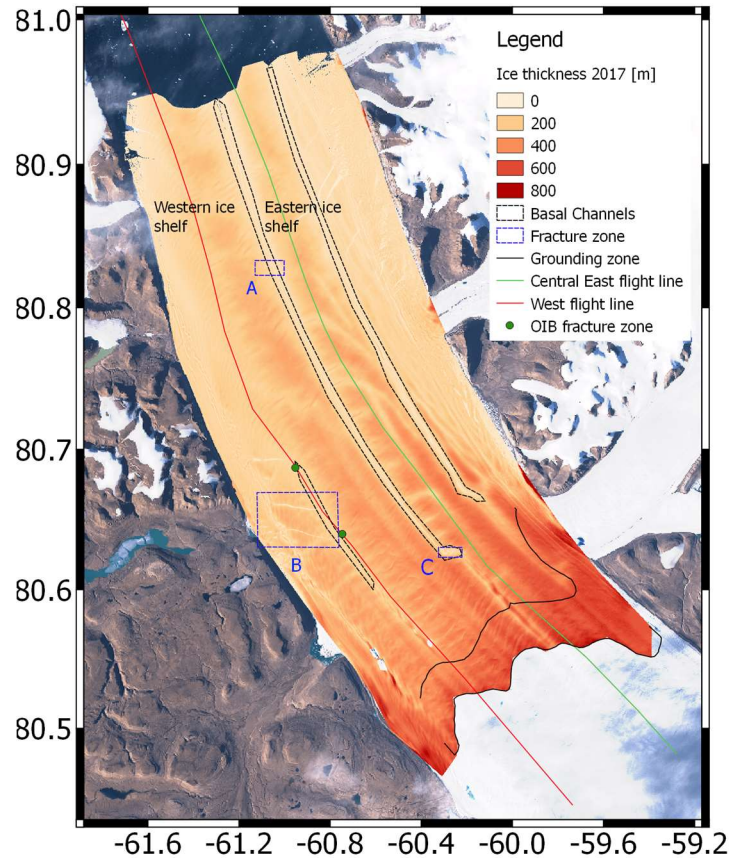 81.0
80.9
80.8
80.7
80.6
80.5
Legend
Ice thickness 2017 [m]
0
200
400
600
800
Basal Channels
Fracture zone
Grounding zone
Central East flight line
West flight line
OIB fracture zone
Western ice
shelf
Eastern ice
shelf
A
B
C
-61.6 -61.2 -60.8 -60.4 -60.0 -59.6 -59.2